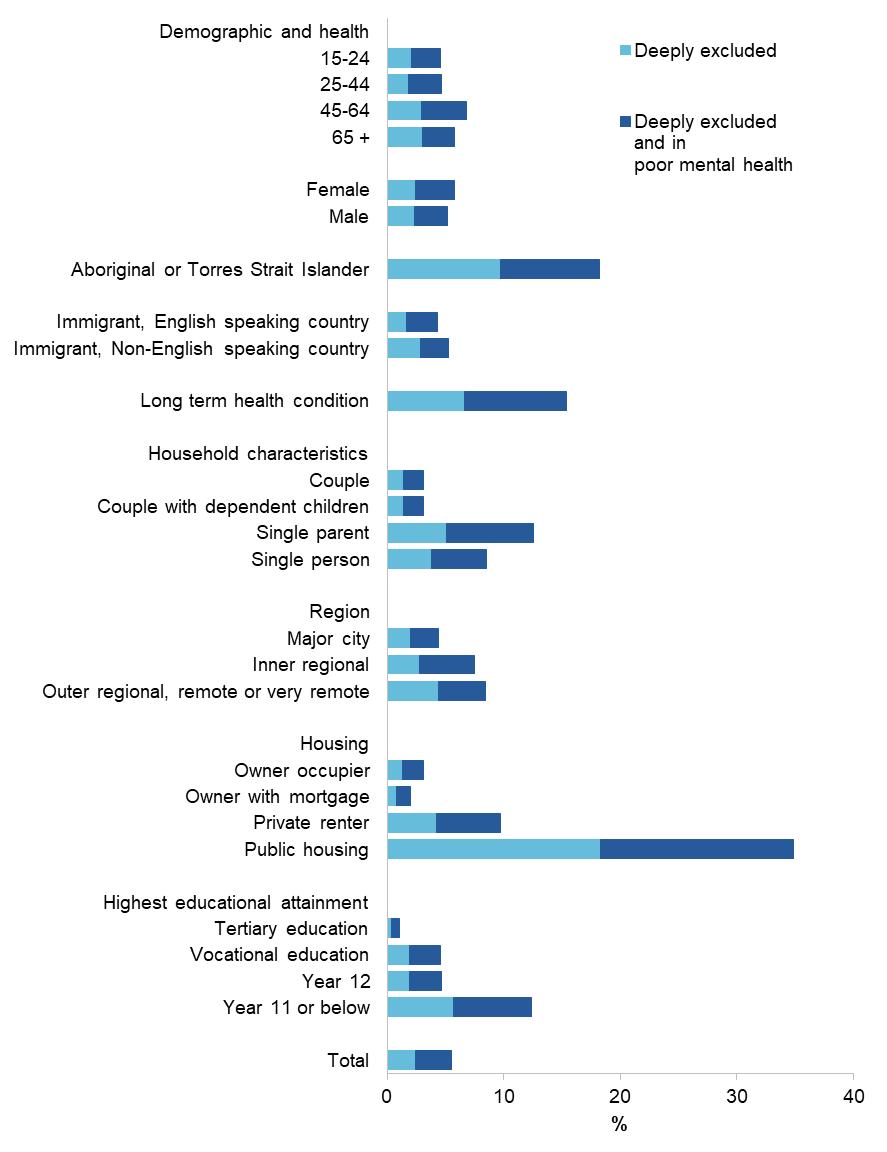 Demographic and health
15-24
25-44
45-64
65 +
Female
Male
Aboriginal or Torres Strait Islander
Immigrant, English speaking country
Immigrant, Non-English speaking country
Long term health condition
Household characteristics
Couple
Couple with dependent children
Single parent
Single person
Region
Major city
Inner regional
Outer regional, remote or very remote
Housing
Owner occupier
Owner with mortgage
Private renter
Public housing
Highest educational attainment
Tertiary education
Vocational education
Year 12
Year 11 or below
Total
0 10 20 30 40
%
Deeply excluded
Deeply excluded
and in
poor mental health